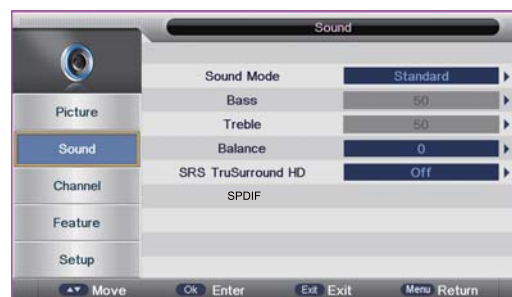 Sound
Sound Mode Standard
Bass 50
Treble 50
Balance 0
SRS TruSurround HD Off
SPDIF
Picture
Sound
Channel
Feature
Setup
Move Ok Enter Exit Exit Menu Return